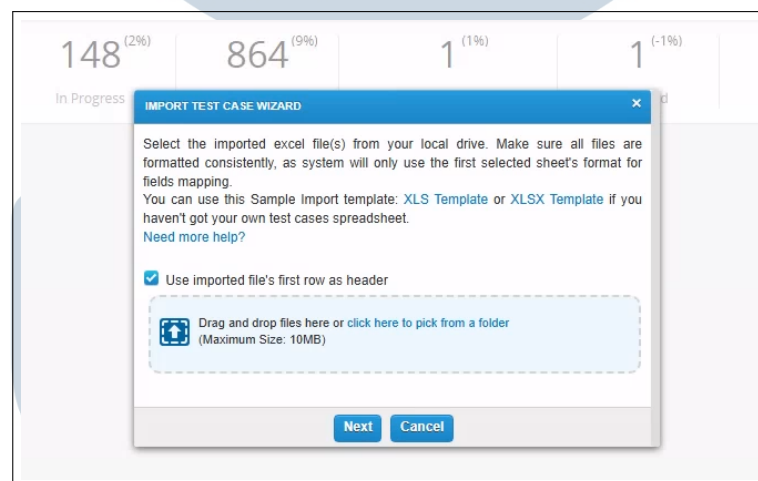 148 (2%) 864 (9%) 1 (1%) 1 (-1%)
In Progress
IMPORT TEST CASE WIZARD ×
Select the imported excel file(s) from your local drive. Make sure all files are
formatted consistently, as system will only use the first selected sheet's format for
fields mapping.
You can use this Sample Import template: XLS Template or XLSX Template if you
haven't got your own test cases spreadsheet.
Need more help?
Use imported file's first row as header
Drag and drop files here or click here to pick from a folder
(Maximum Size: 10MB)
Next Cancel